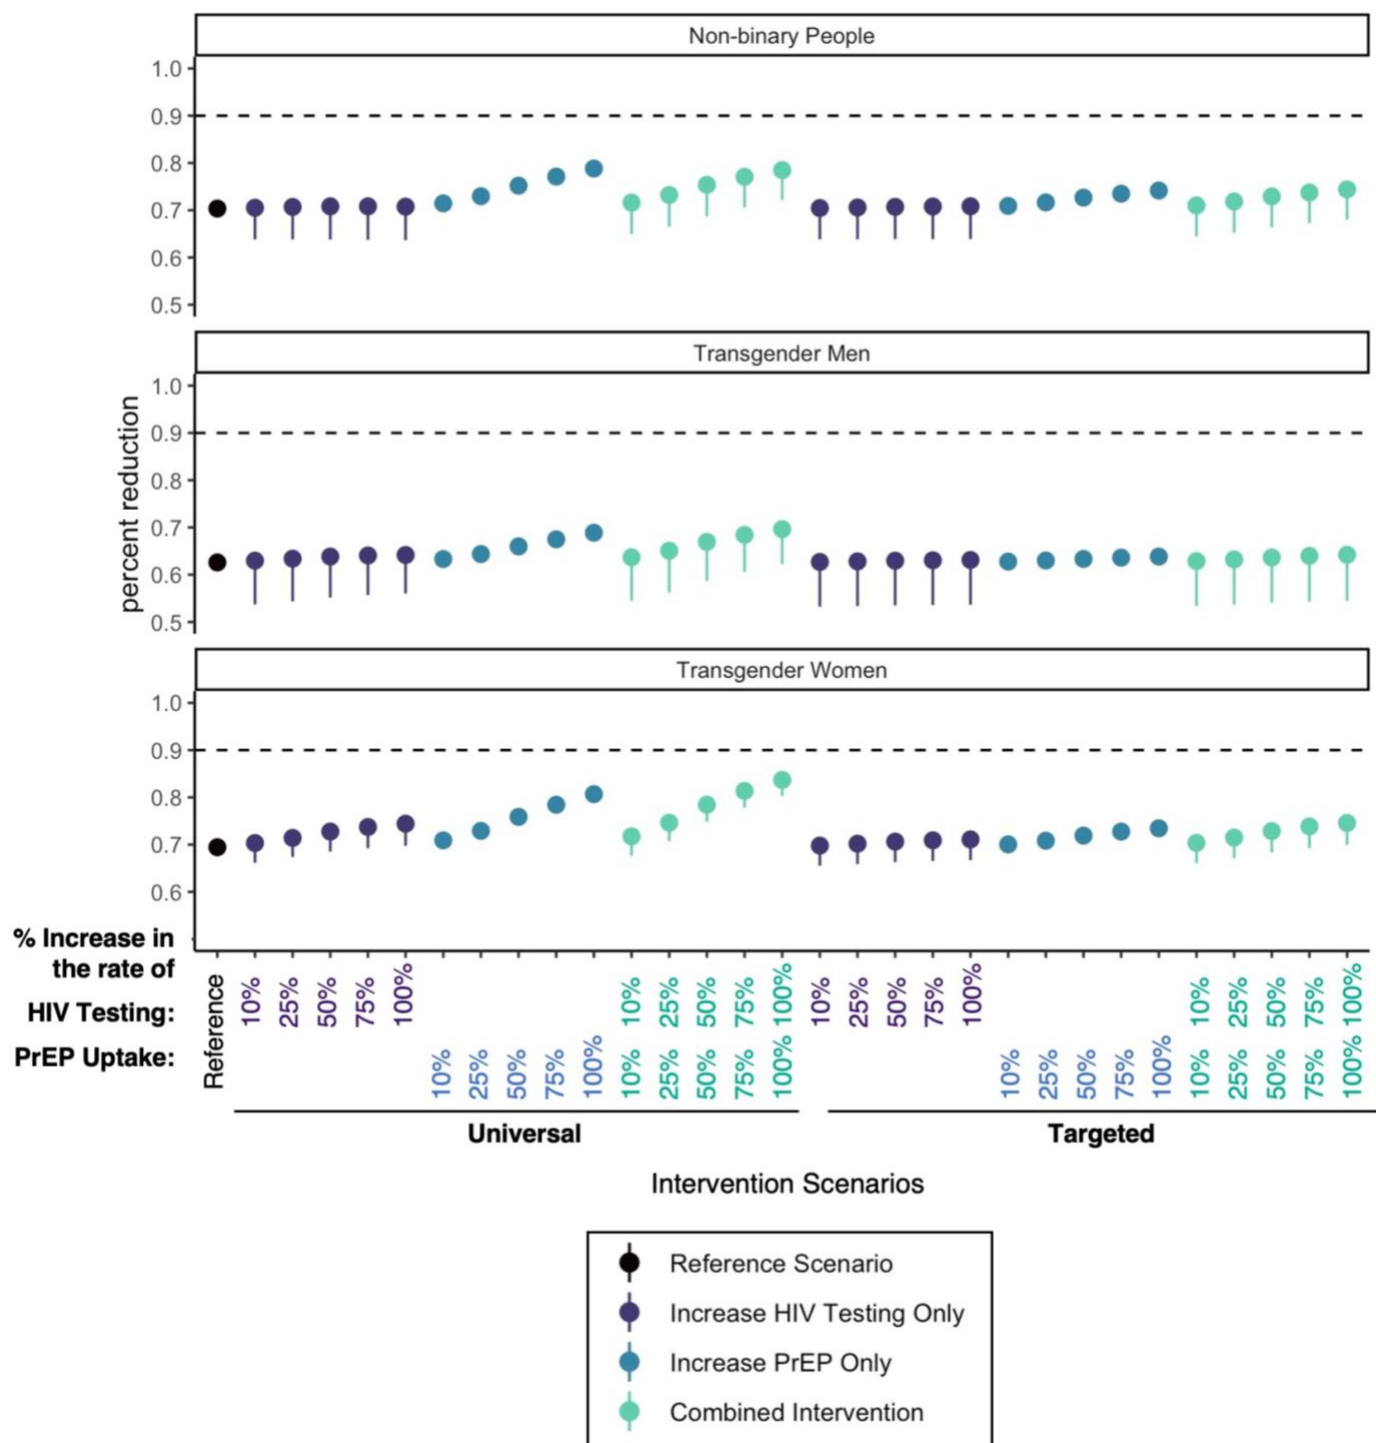 Non-binary People
1.0
0.9
0.8
0.7
0.6
0.5
Transgender Men
1.0
0.9
0.8
0.7
0.6
0.5
percent reduction
Transgender Women
1.0
0.9
0.8
0.7
0.6
% Increase in
the rate of
HIV Testing:
PrEP Uptake:
Reference
10% 25% 50% 75% 100% 10% 25% 50% 75% 100% 10% 25% 50% 75% 100% 10% 25% 50% 75% 100%
10% 25% 50% 75% 100% 10% 25% 50% 75% 100% 10% 25% 50% 75% 100% 10% 25% 50% 75% 100%
Universal Targeted
Intervention Scenarios
Reference Scenario
Increase HIV Testing Only
Increase PrEP Only
Combined Intervention